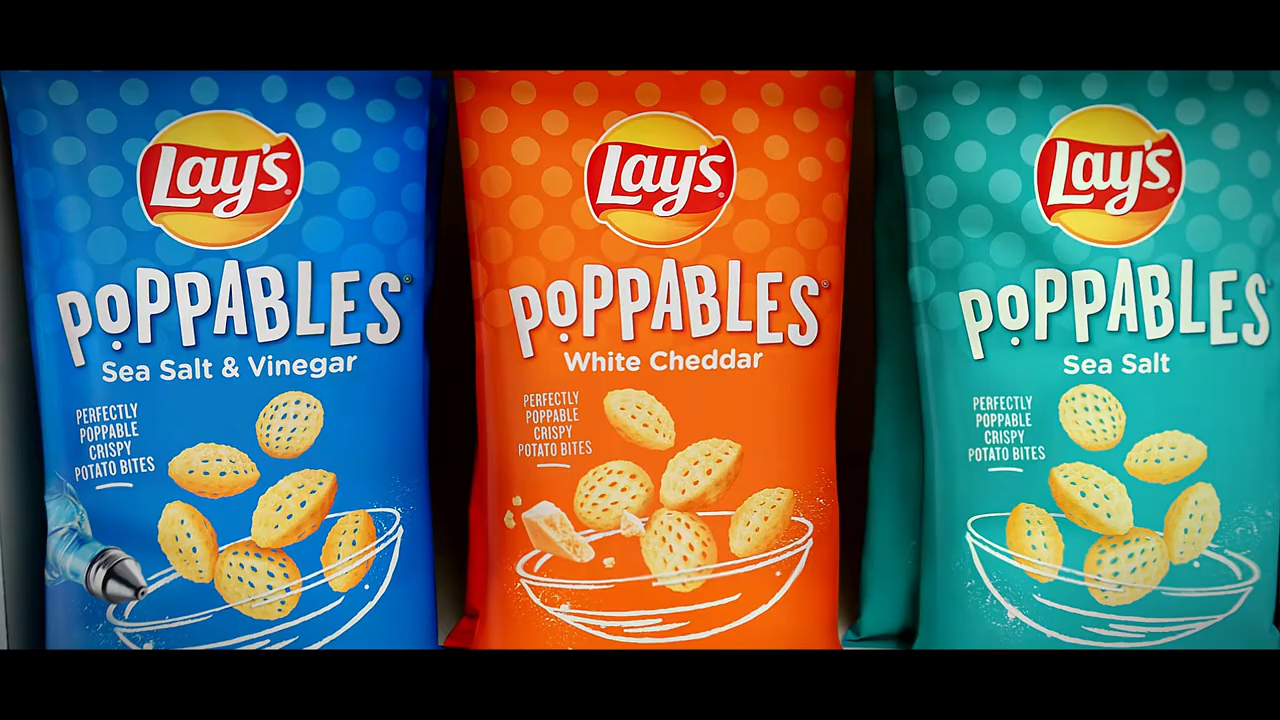 Lay's
POPPABLES
Sea Salt & Vinegar
PERFECTLY
POPPABLE
CRISPY
POTATO BITES
Lay's
POPPABLES
White Cheddar
PERFECTLY
POPPABLE
CRISPY
POTATO BITES
Lay's
POPPABLES
Sea Salt
PERFECTLY
POPPABLE
CRISPY
POTATO BITES